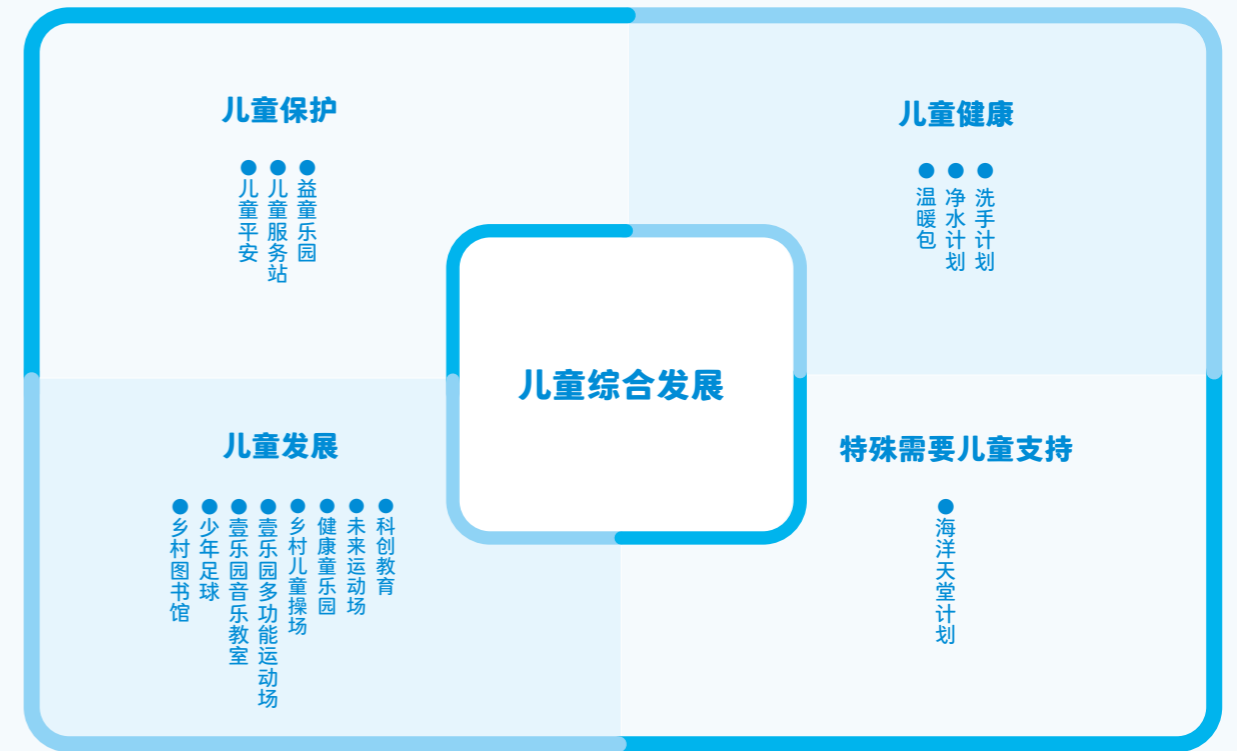 儿童保护
儿童平安
儿童服务站
益童乐园
儿童健康
温暖包
净水计划
洗手计划
儿童综合发展
儿童发展
乡村图书馆
少年足球
壹乐园音乐教室
壹乐园多功能运动场
乡村儿童操场
健康童乐园
未来运动场
科创教育
特殊需要儿童支持
海洋天堂计划